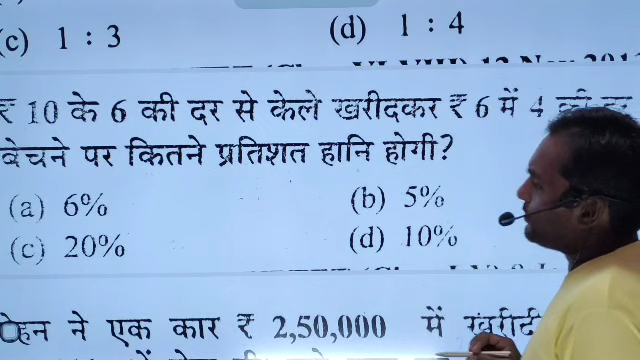 (c) 1 : 3 (d) 1 : 4
₹ 10 के 6 की दर से केले खरीदकर ₹ 6 में 4
बेचने पर कितने प्रतिशत हानि होगी?
(a) 6% (b) 5%
(c) 20% (d) 10%
ने एक कार ₹ 2,50,000 में